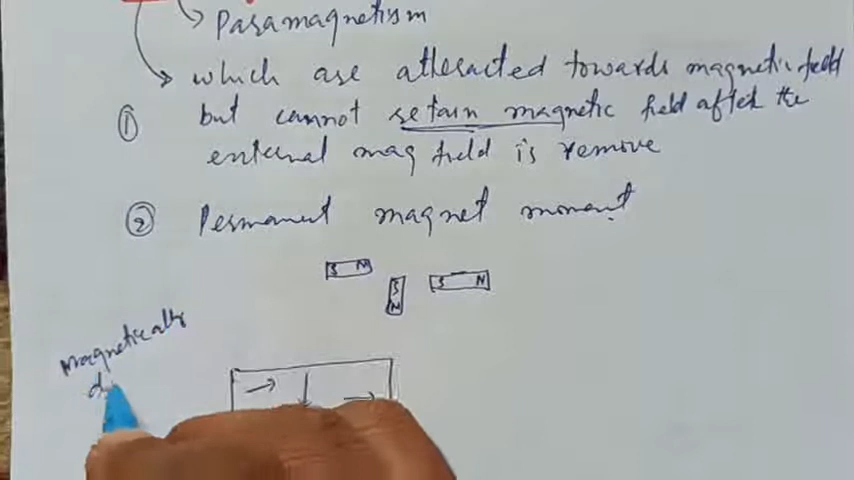 Paramagnetism
which are attracted towards magnetic field
① but cannot retain magnetic field after the
external mag field is remove
② Permanent magnet moment
S N
S N
S N
magnetically
d